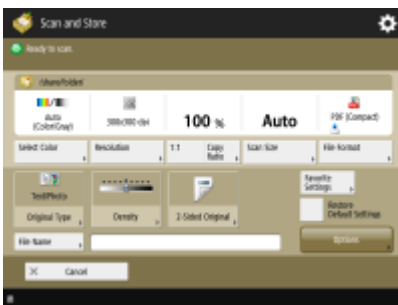 Scan and Store
Ready to scan.
/share/folder/
Auto
(Color/Gray)
300x300 dpi
100 %
Auto
PDF (Compact)
Select Color
Resolution
1:1
Copy
Ratio
Scan Size
File Format
Text/Photo
Original Type
Density
2-Sided Original
Favorite
Settings
Restore
Default Settings
File Name
Options
Cancel